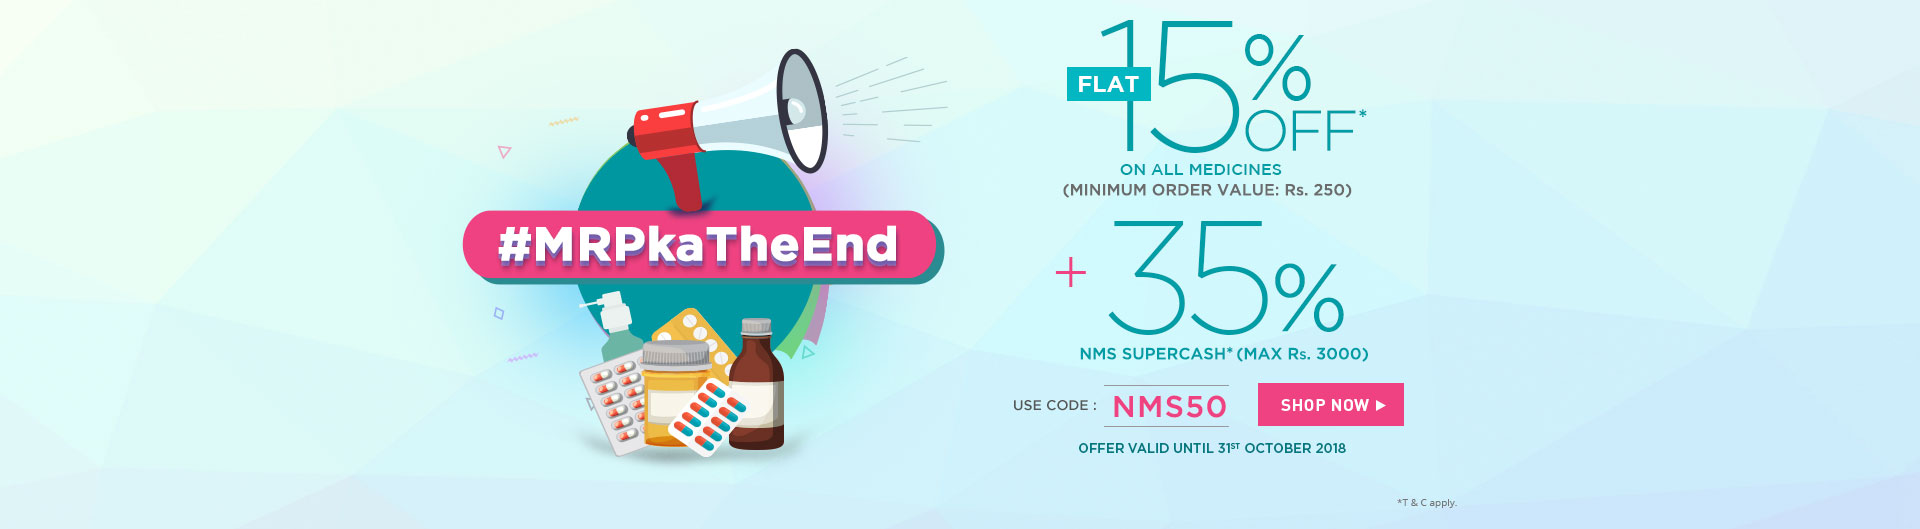 #MRPkaTheEnd
FLAT 15% OFF*
ON ALL MEDICINES
(MINIMUM ORDER VALUE: Rs. 250)
+ 35%
NMS SUPERCASH* (MAX Rs. 3000)
USE CODE : NMS50 SHOP NOW ▶
OFFER VALID UNTIL 31ST OCTOBER 2018
*T & C apply.